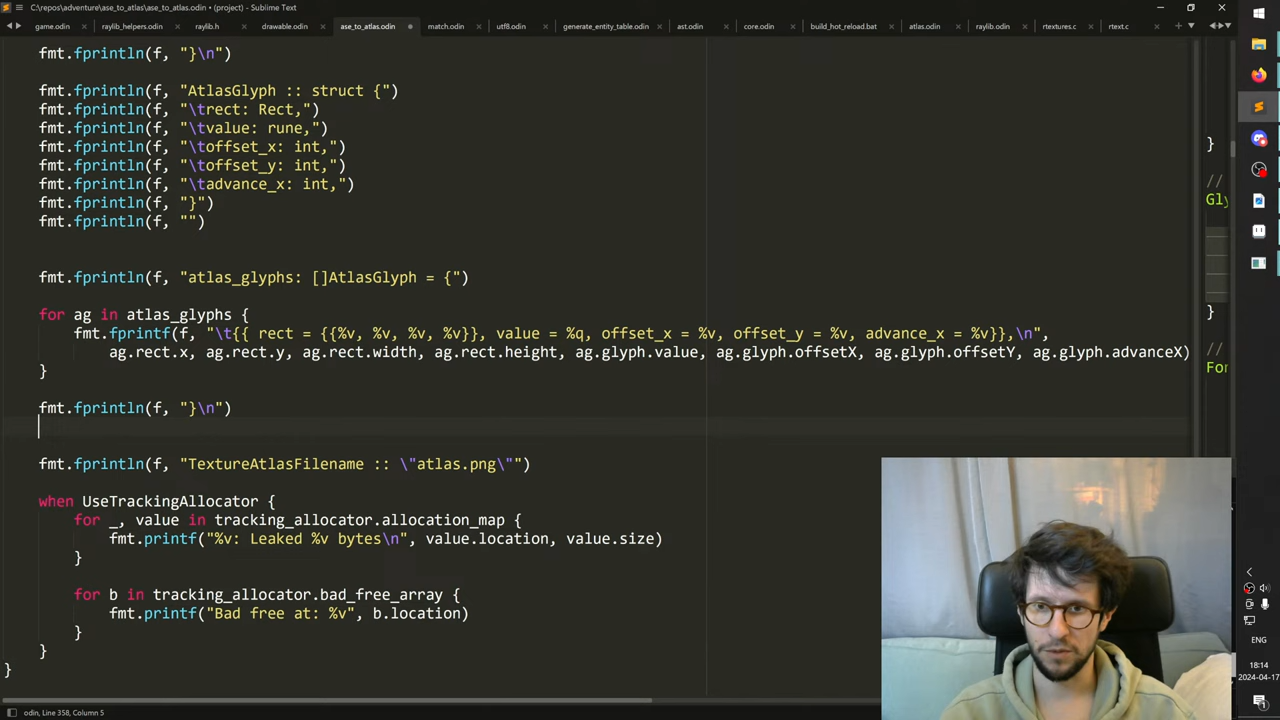 C:\repos\adventure\ase_to_atlas\ase_to_atlas.odin • (project) - Sublime Text
game.odin raylib_helpers.odin raylib.h drawable.odin ase_to_atlas.odin match.odin utf8.odin generate_entity_table.odin ast.odin core.odin build_hot_reload.bat atlas.odin raylib.odin rtextures.c rtext.c
fmt.fprintln(f, "}\n")
fmt.fprintln(f, "AtlasGlyph :: struct {")
fmt.fprintln(f, "\trect: Rect,")
fmt.fprintln(f, "\tvalue: rune,")
fmt.fprintln(f, "\toffset_x: int,")
fmt.fprintln(f, "\toffset_y: int,")
fmt.fprintln(f, "\tadvance_x: int,")
fmt.fprintln(f, "}")
fmt.fprintln(f, "")
fmt.fprintln(f, "atlas_glyphs: []AtlasGlyph = {")
for ag in atlas_glyphs {
fmt.fprintf(f, "\t{{ rect = {{%v, %v, %v, %v}}, value = %q, offset_x = %v, offset_y = %v, advance_x = %v}},\n",
ag.rect.x, ag.rect.y, ag.rect.width, ag.rect.height, ag.glyph.value, ag.glyph.offsetX, ag.glyph.offsetY, ag.glyph.advanceX)
}
fmt.fprintln(f, "}\n")
fmt.fprintln(f, "TextureAtlasFilename :: \"atlas.png\"")
when UseTrackingAllocator {
for _, value in tracking_allocator.allocation_map {
fmt.printf("%v: Leaked %v bytes\n", value.location, value.size)
}
for b in tracking_allocator.bad_free_array {
fmt.printf("Bad free at: %v", b.location)
}
}
}
}
//
Gly
}
//
For
odin, Line 358, Column 5
ENG
18:14
2024-04-17